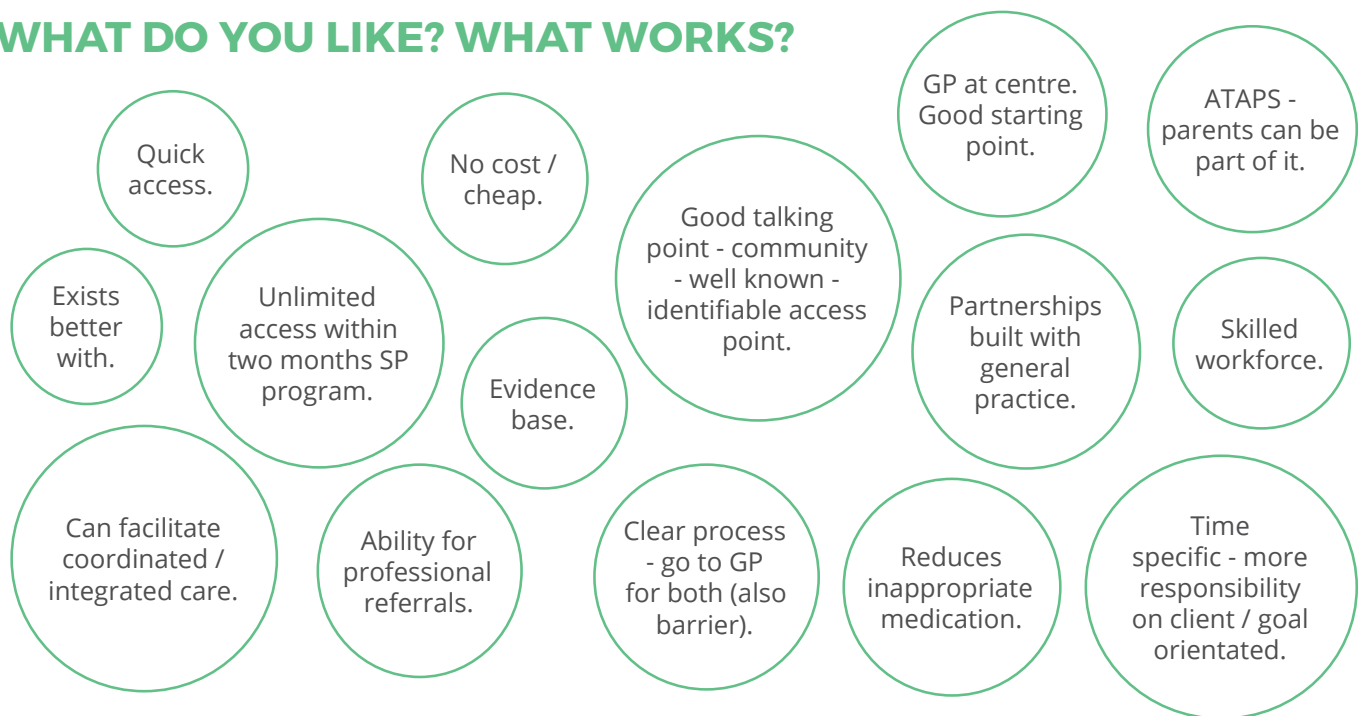 WHAT DO YOU LIKE? WHAT WORKS?
Quick
access.
No cost /
cheap.
GP at centre.
Good starting
point.
ATAPS -
parents can be
part of it.
Exists
better
with.
Unlimited
access within
two months SP
program.
Evidence
base.
Good talking
point - community
- well known -
identifiable access
point.
Partnerships
built with
general
practice.
Skilled
workforce.
Can facilitate
coordinated /
integrated care.
Ability for
professional
referrals.
Clear process
- go to GP
for both (also
barrier).
Reduces
inappropriate
medication.
Time
specific - more
responsibility
on client / goal
orientated.